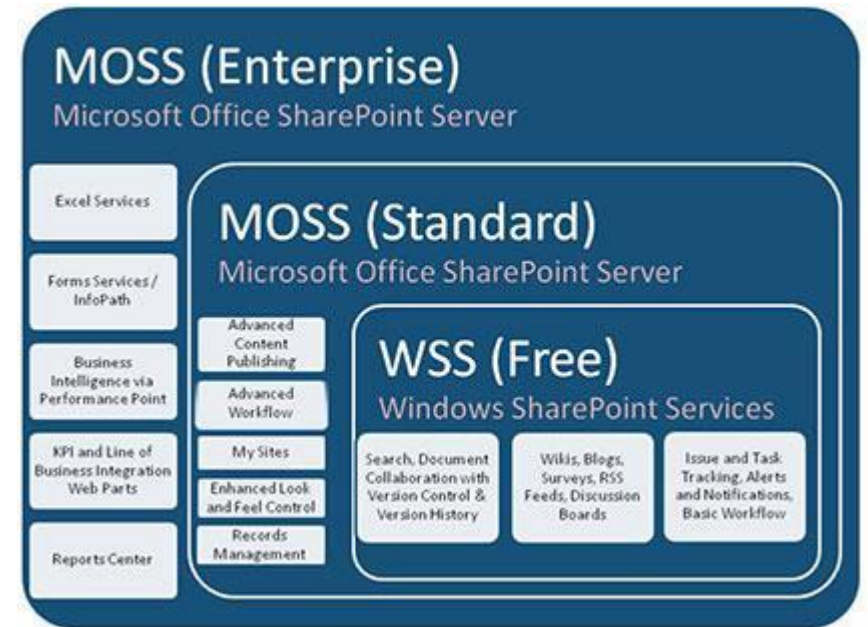 MOSS (Enterprise)
Microsoft Office SharePoint Server
Excel Services
Forms Services /
InfoPath
Business
Intelligence via
Performance Point
KPI and Line of
Business Integration
Web Parts
Reports Center
MOSS (Standard)
Microsoft Office SharePoint Server
Advanced
Content
Publishing
Advanced
Workflow
My Sites
Enhanced Look
and Feel Control
Records
Management
WSS (Free)
Windows SharePoint Services
Search, Document
Collaboration with
Version Control &
Version History
Wikis, Blogs,
Surveys, RSS
Feeds, Discussion
Boards
Issue and Task
Tracking, Alerts
and Notifications,
Basic Workflow